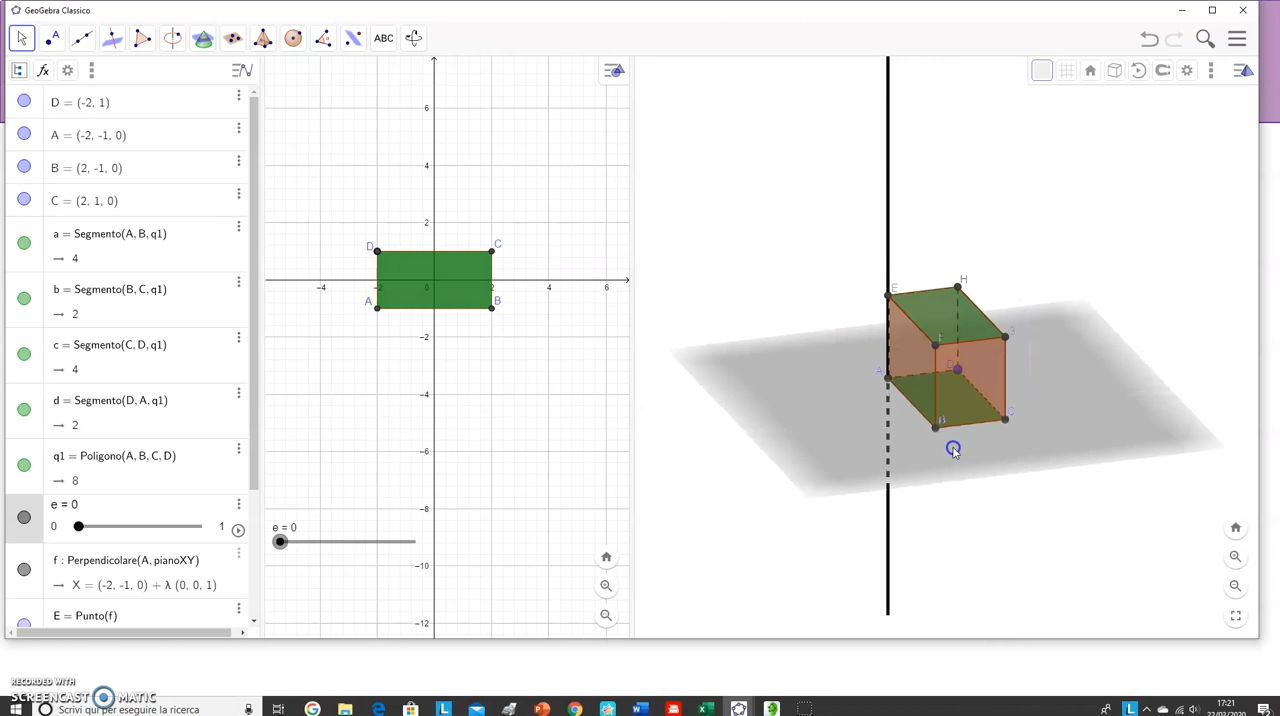 GeoGebra Classico
ABC
D = (-2, 1)
A = (-2, -1, 0)
B = (2, -1, 0)
C = (2, 1, 0)
a = Segmento(A, B, q1)
→ 4
b = Segmento(B, C, q1)
→ 2
c = Segmento(C, D, q1)
→ 4
d = Segmento(D, A, q1)
→ 2
q1 = Poligono(A, B, C, D)
→ 8
e = 0
0 1
f : Perpendicolare(A, pianoXY)
→ X = (-2, -1, 0) + λ (0, 0, 1)
E = Punto(f)
6
4
2
D C
−4 −2 0 2 4 6
A B
−2
−4
−6
−8
e = 0
−10
−12
H
E
F G
A D
B C
RECORDED WITH
SCREENCAST MATIC
Scrivi qui per eseguire la ricerca
17:21
22/03/2020